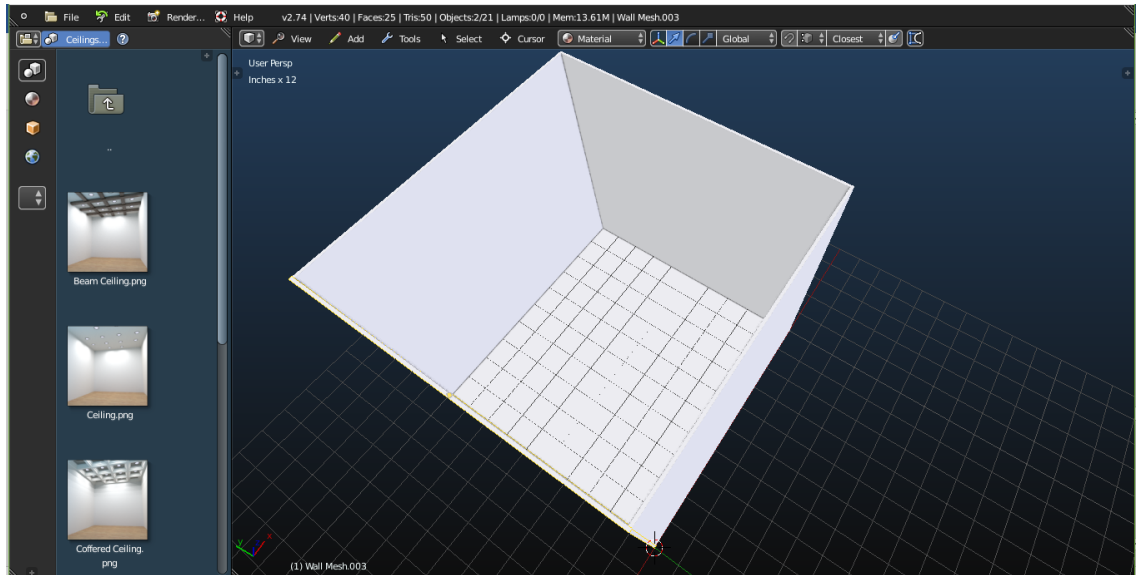 File Edit Render... Help v2.74 | Verts:40 | Faces:25 | Tris:50 | Objects:2/21 | Lamps:0/0 | Mem:13.61M | Wall Mesh.003
Ceilings... View Add Tools Select Cursor Material Global Closest
User Persp
Inches x 12
..
Beam Ceiling.png
Ceiling.png
Coffered Ceiling.
png
y x
(1) Wall Mesh.003